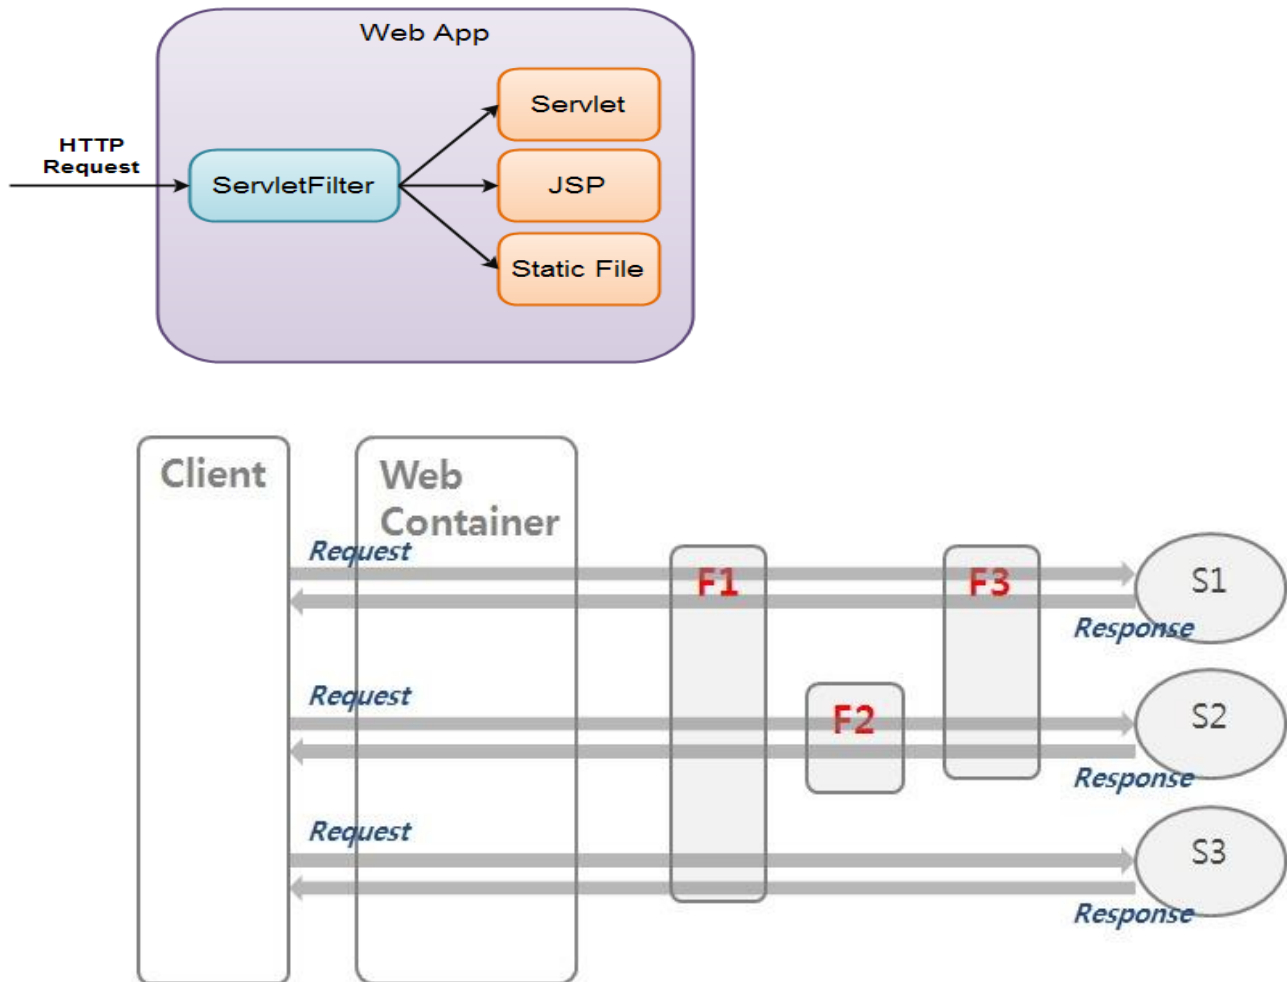 Web App
HTTP
Request
ServletFilter
Servlet
JSP
Static File
Client
Web
Container
Request
F1
F3
S1
Response
Request
F2
S2
Response
Request
S3
Response